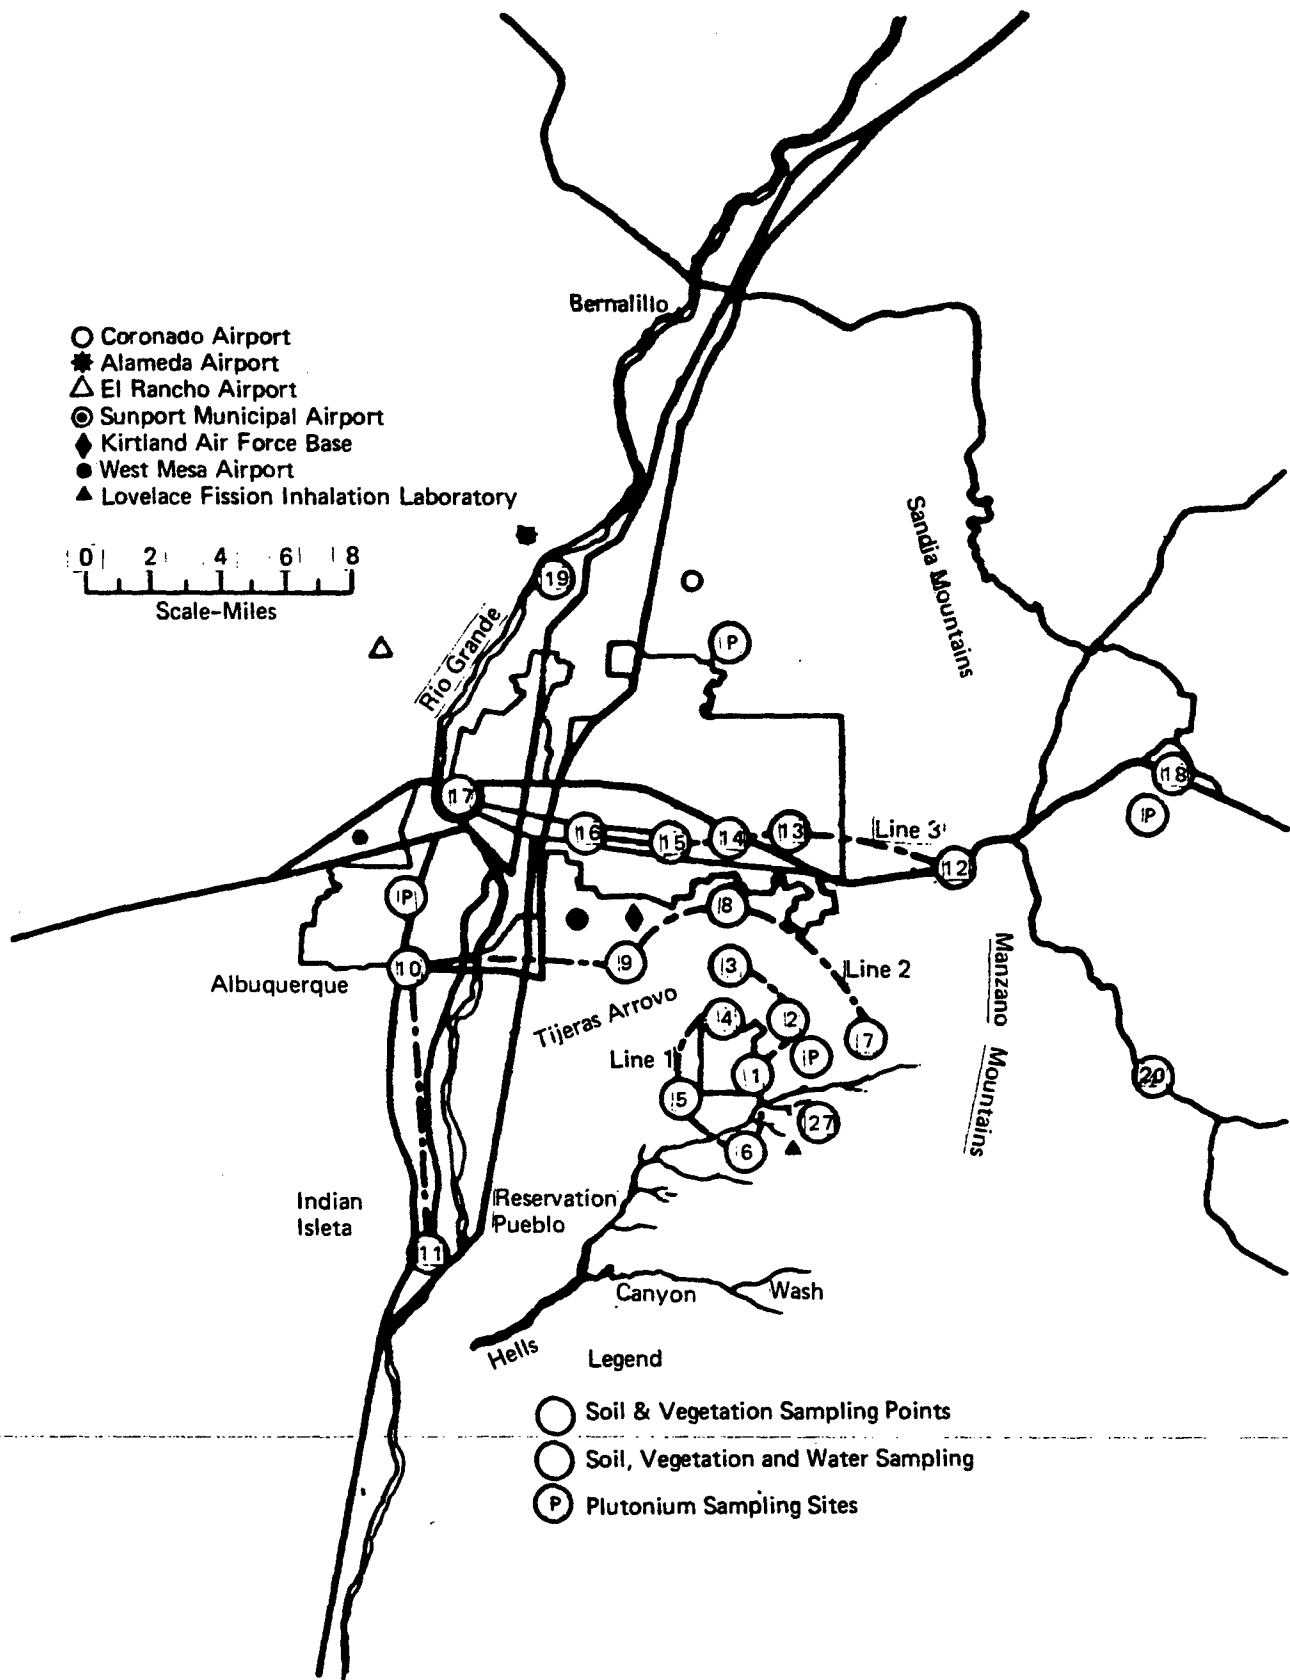 Bernalillo
Coronado Airport
Alameda Airport
El Rancho Airport
Sunport Municipal Airport
Kirtland Air Force Base
West Mesa Airport
Lovelace Fission Inhalation Laboratory
0 2 4 6 8
Scale-Miles
Sandia Mountains
19
P
Rio Grande
17
18
P
16
15
14
13
Line 3
12
P
8
10
9
3
Line 2
Albuquerque
Tijeras Arroyo
Manzano Mountains
4
2
7
Line 1
P
1
20
5
27
6
Indian
Isleta
Reservation
Pueblo
11
Canyon
Wash
Hells
Legend
Soil & Vegetation Sampling Points
Soil, Vegetation and Water Sampling
P Plutonium Sampling Sites